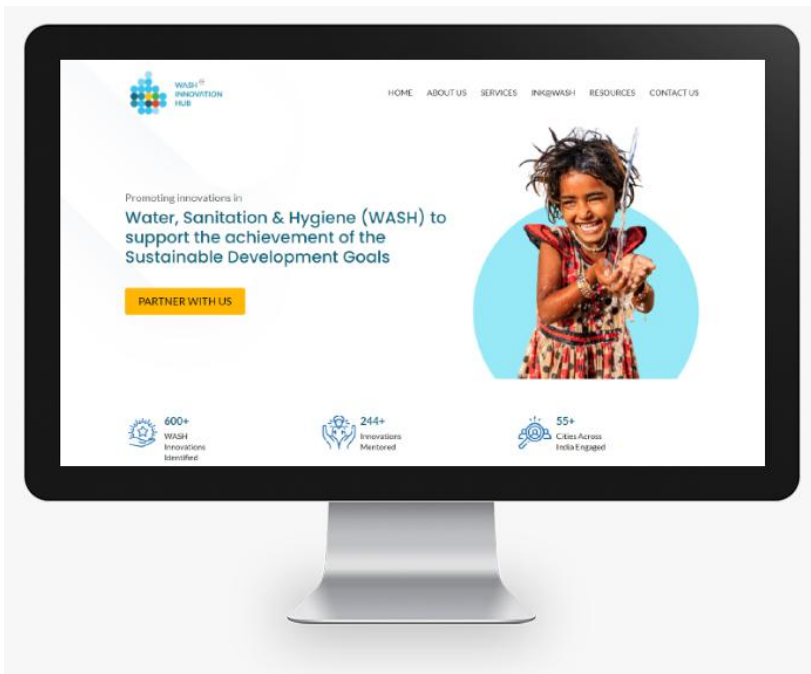 WASH
INNOVATION
HUB
HOME ABOUT US SERVICES INK@WASH RESOURCES CONTACT US
Promoting innovations in
Water, Sanitation & Hygiene (WASH) to
support the achievement of the
Sustainable Development Goals
PARTNER WITH US
600+
WASH
Innovations
Identified
244+
Innovations
Mentored
55+
Cities Across
India Engaged